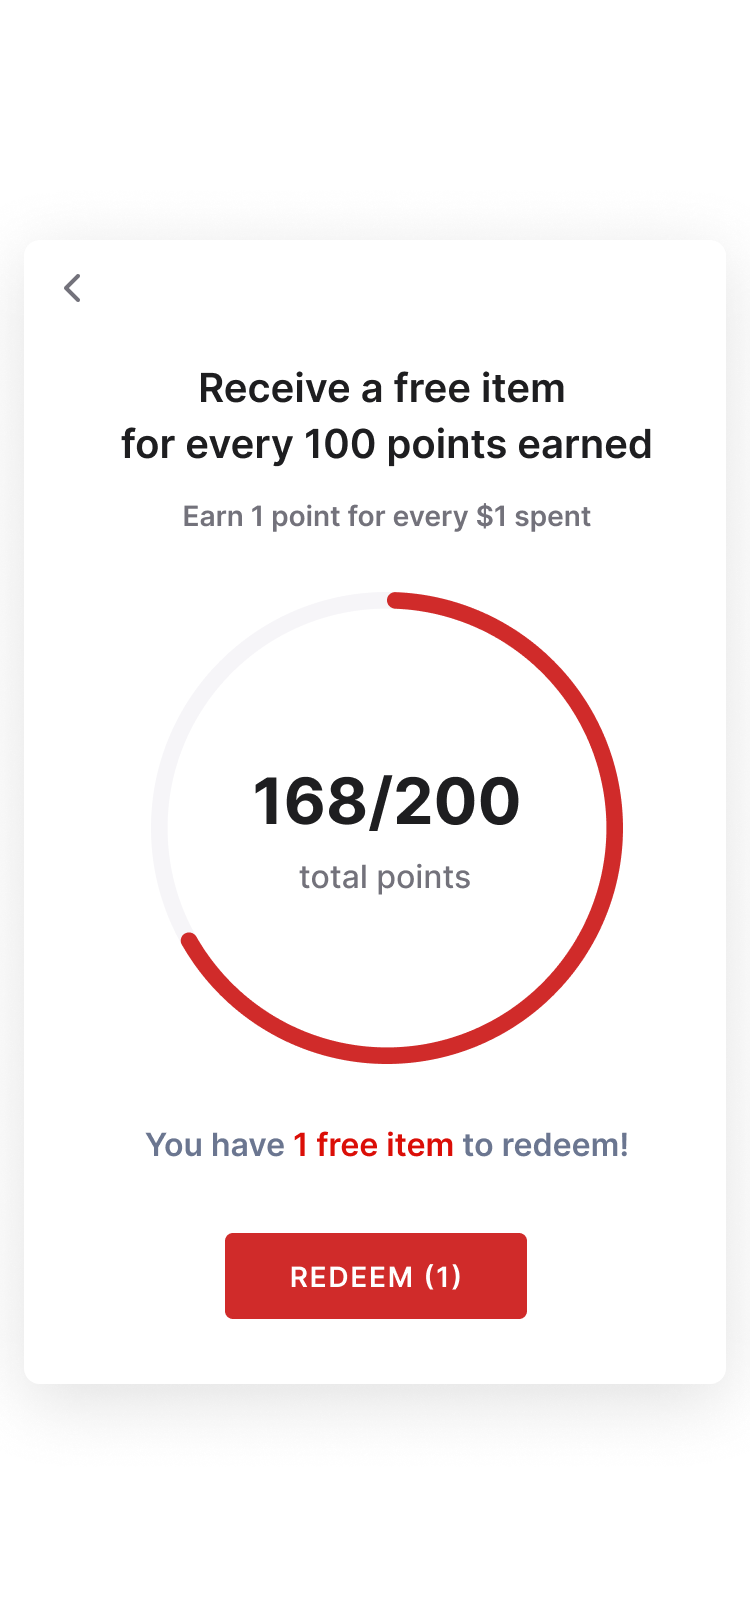 Receive a free item
for every 100 points earned
Earn 1 point for every $1 spent
168/200
total points
You have 1 free item to redeem!
REDEEM (1)